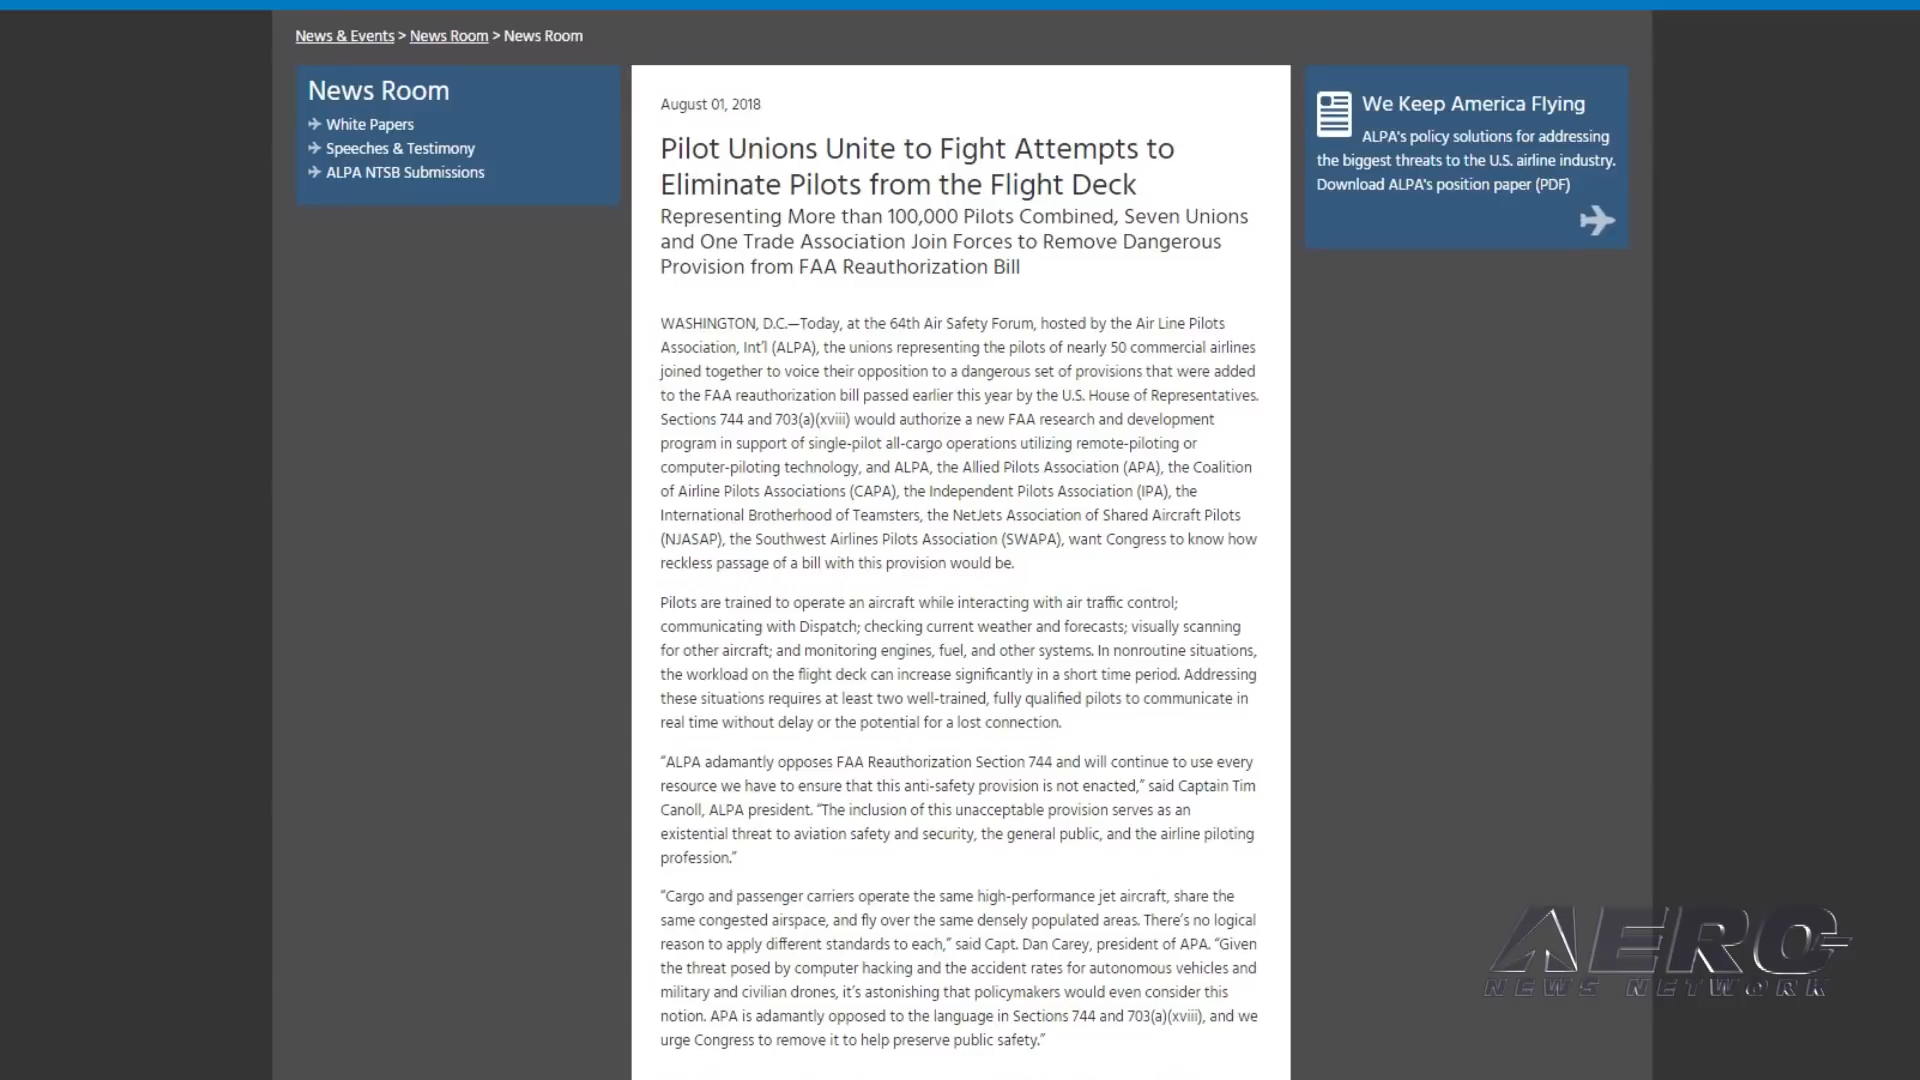 News & Events > News Room > News Room
News Room
White Papers
Speeches & Testimony
ALPA NTSB Submissions
August 01, 2018
Pilot Unions Unite to Fight Attempts to
Eliminate Pilots from the Flight Deck
Representing More than 100,000 Pilots Combined, Seven Unions
and One Trade Association Join Forces to Remove Dangerous
Provision from FAA Reauthorization Bill
WASHINGTON, D.C.—Today, at the 64th Air Safety Forum, hosted by the Air Line Pilots
Association, Int'l (ALPA), the unions representing the pilots of nearly 50 commercial airlines
joined together to voice their opposition to a dangerous set of provisions that were added
to the FAA reauthorization bill passed earlier this year by the U.S. House of Representatives.
Sections 744 and 703(a)(xviii) would authorize a new FAA research and development
program in support of single-pilot all-cargo operations utilizing remote-piloting or
computer-piloting technology, and ALPA, the Allied Pilots Association (APA), the Coalition
of Airline Pilots Associations (CAPA), the Independent Pilots Association (IPA), the
International Brotherhood of Teamsters, the NetJets Association of Shared Aircraft Pilots
(NJASAP), the Southwest Airlines Pilots Association (SWAPA), want Congress to know how
reckless passage of a bill with this provision would be.
Pilots are trained to operate an aircraft while interacting with air traffic control;
communicating with Dispatch; checking current weather and forecasts; visually scanning
for other aircraft; and monitoring engines, fuel, and other systems. In nonroutine situations,
the workload on the flight deck can increase significantly in a short time period. Addressing
these situations requires at least two well-trained, fully qualified pilots to communicate in
real time without delay or the potential for a lost connection.
“ALPA adamantly opposes FAA Reauthorization Section 744 and will continue to use every
resource we have to ensure that this anti-safety provision is not enacted,” said Captain Tim
Canoll, ALPA president. “The inclusion of this unacceptable provision serves as an
existential threat to aviation safety and security, the general public, and the airline piloting
profession.”
“Cargo and passenger carriers operate the same high-performance jet aircraft, share the
same congested airspace, and fly over the same densely populated areas. There’s no logical
reason to apply different standards to each,” said Capt. Dan Carey, president of APA. “Given
the threat posed by computer hacking and the accident rates for autonomous vehicles and
military and civilian drones, it’s astonishing that policymakers would even consider this
notion. APA is adamantly opposed to the language in Sections 744 and 703(a)(xviii), and we
urge Congress to remove it to help preserve public safety.”
We Keep America Flying
ALPA's policy solutions for addressing
the biggest threats to the U.S. airline industry.
Download ALPA's position paper (PDF)
AERO
NEWS NETWORK